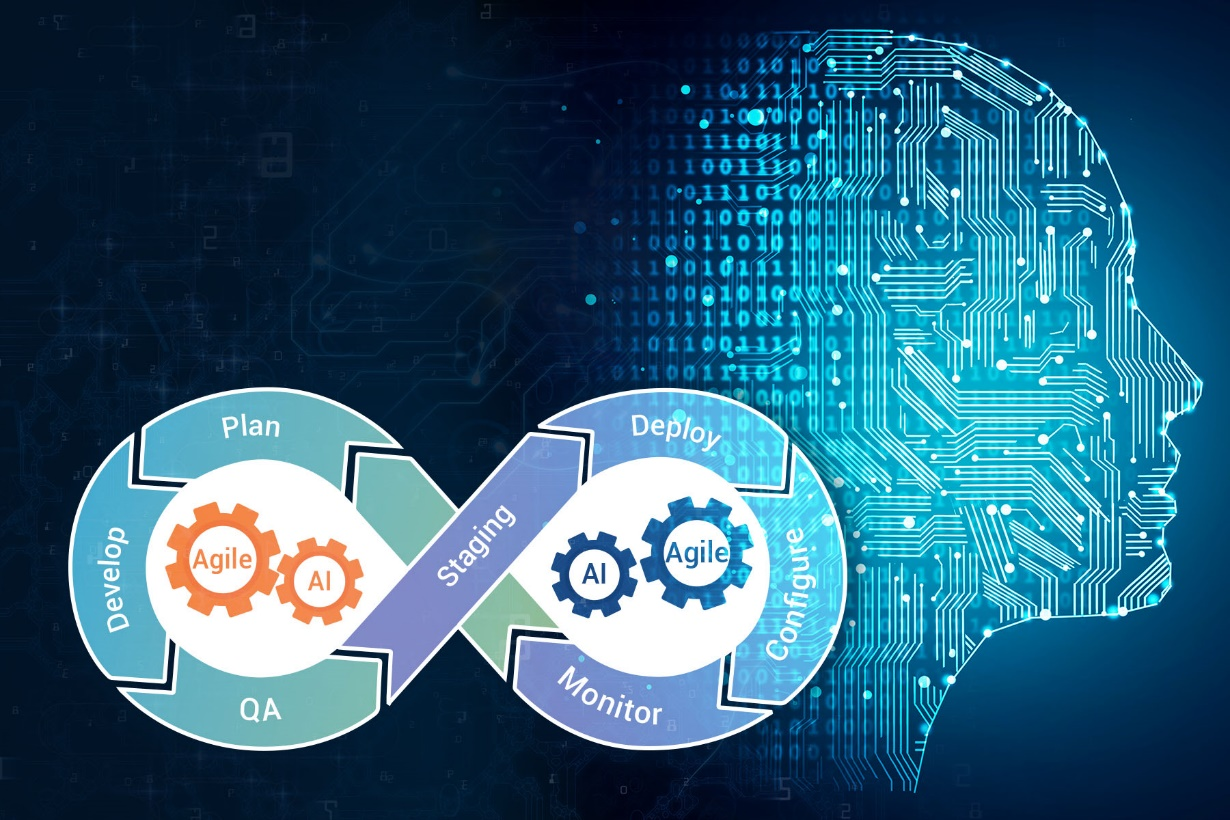 Plan
Deploy
Develop
Agile
AI
Staging
AI
Agile
Configure
QA
Monitor